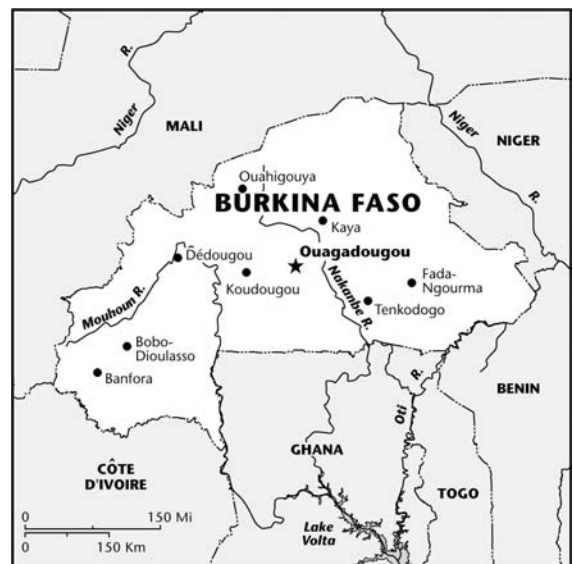 R.
Niger
MALI
Niger
NIGER
R.
Ouahigouya
BURKINA FASO
Kaya
Ouagadougou
Dédougou
Koudougou
Fada-
Ngourma
Nakanbe R.
Tenkodogo
Mouhoun R.
Bobo-
Dioulasso
Banfora
BENIN
R.
Oti
GHANA
CÔTE
D'IVOIRE
TOGO
Lake
Volta
0 150 Mi
0 150 Km